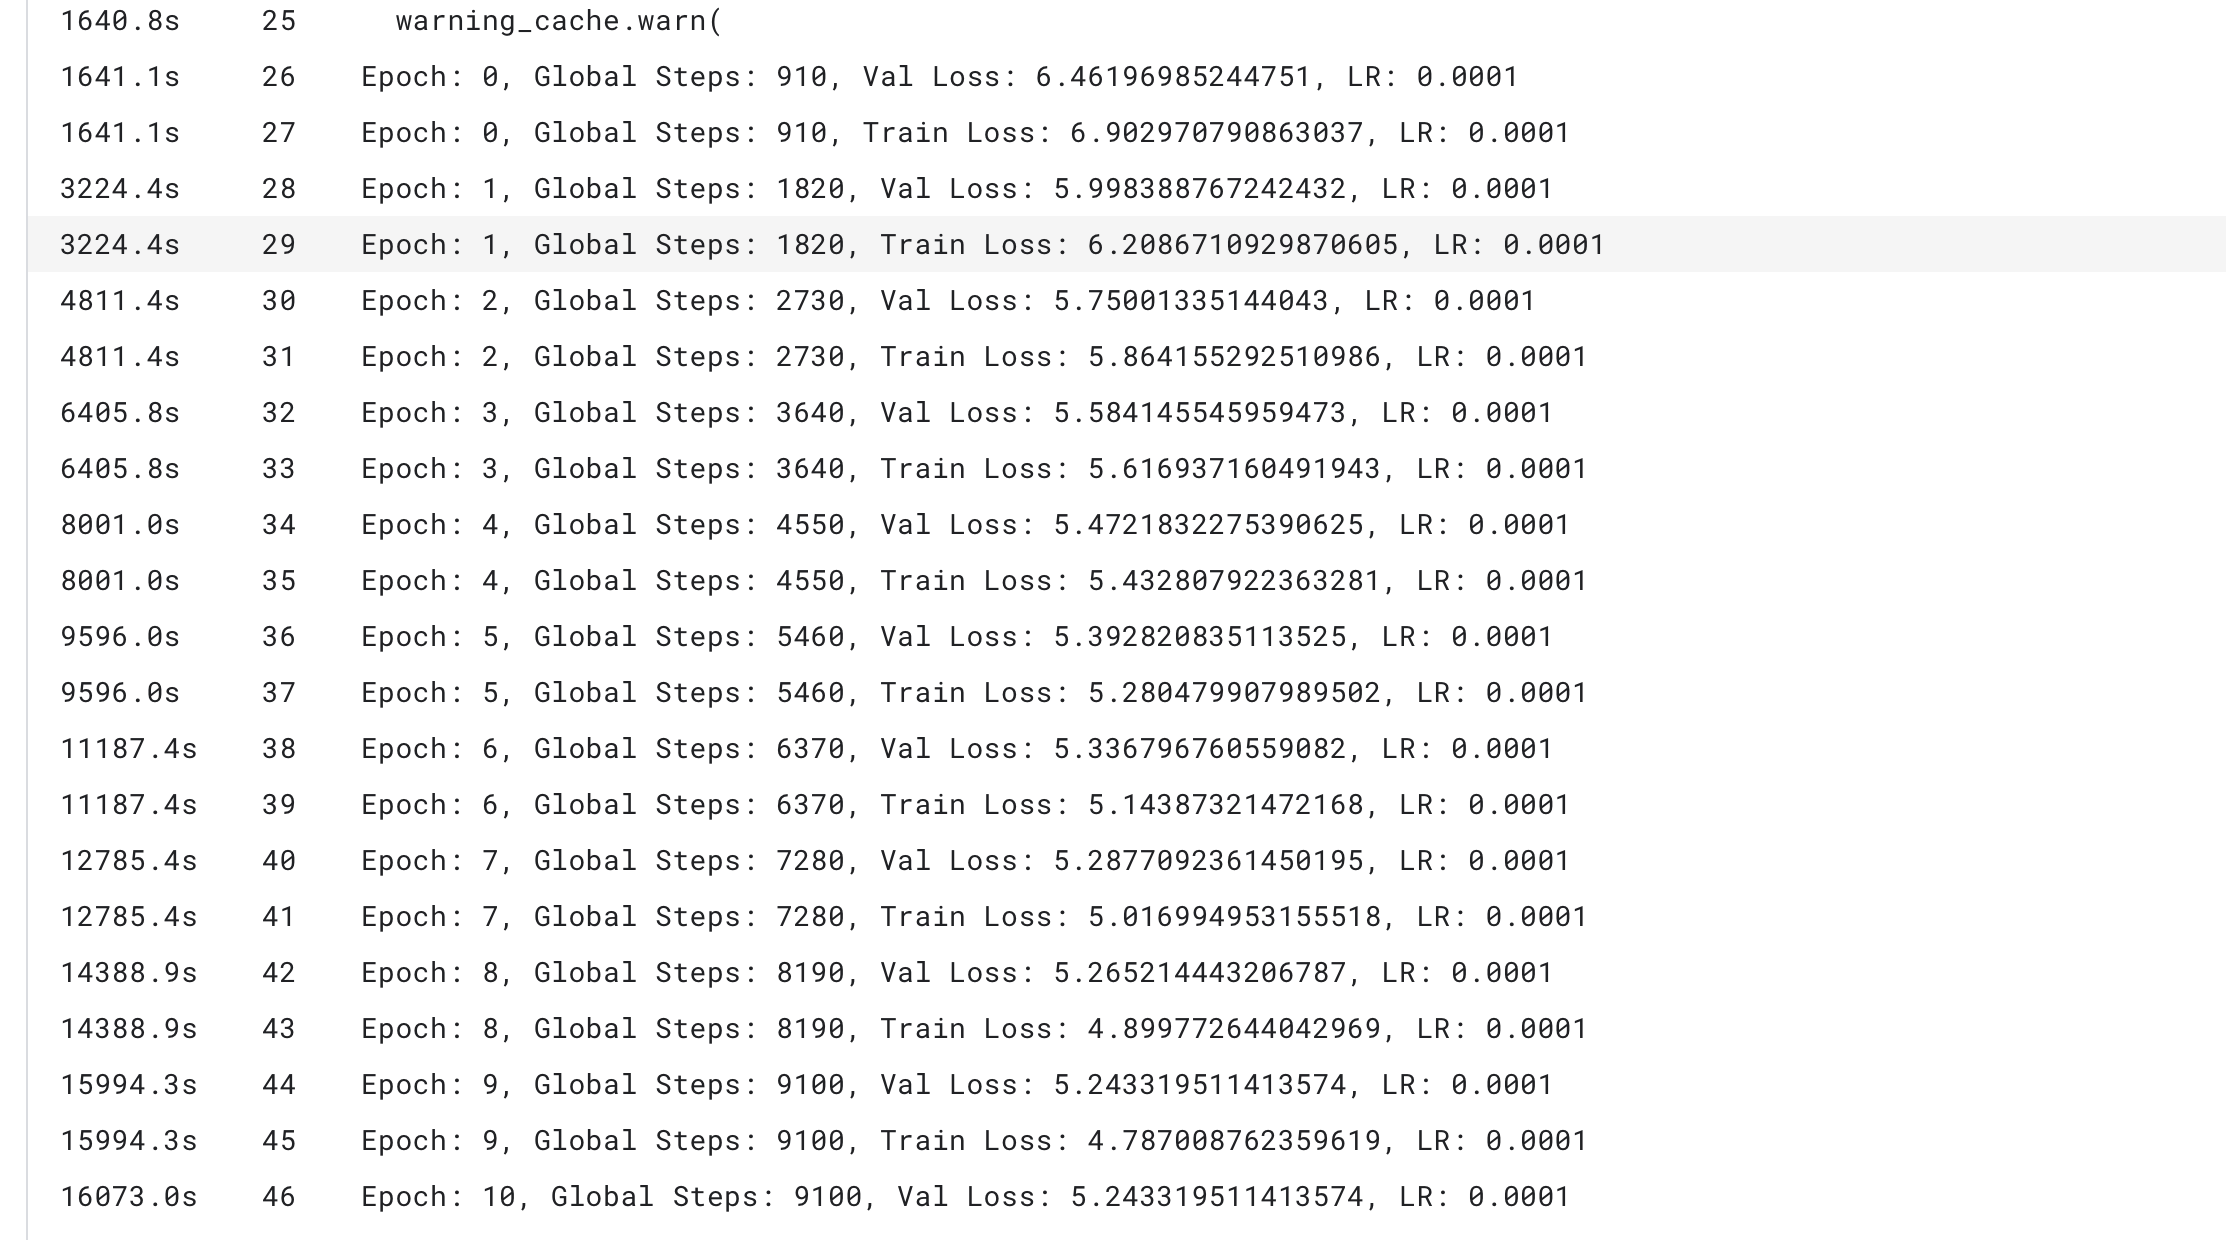 1640.8s 25 warning_cache.warn(
1641.1s 26 Epoch: 0, Global Steps: 910, Val Loss: 6.46196985244751, LR: 0.0001
1641.1s 27 Epoch: 0, Global Steps: 910, Train Loss: 6.902970790863037, LR: 0.0001
3224.4s 28 Epoch: 1, Global Steps: 1820, Val Loss: 5.998388767242432, LR: 0.0001
3224.4s 29 Epoch: 1, Global Steps: 1820, Train Loss: 6.2086710929870605, LR: 0.0001
4811.4s 30 Epoch: 2, Global Steps: 2730, Val Loss: 5.75001335144043, LR: 0.0001
4811.4s 31 Epoch: 2, Global Steps: 2730, Train Loss: 5.864155292510986, LR: 0.0001
6405.8s 32 Epoch: 3, Global Steps: 3640, Val Loss: 5.584145545959473, LR: 0.0001
6405.8s 33 Epoch: 3, Global Steps: 3640, Train Loss: 5.616937160491943, LR: 0.0001
8001.0s 34 Epoch: 4, Global Steps: 4550, Val Loss: 5.4721832275390625, LR: 0.0001
8001.0s 35 Epoch: 4, Global Steps: 4550, Train Loss: 5.432807922363281, LR: 0.0001
9596.0s 36 Epoch: 5, Global Steps: 5460, Val Loss: 5.392820835113525, LR: 0.0001
9596.0s 37 Epoch: 5, Global Steps: 5460, Train Loss: 5.280479907989502, LR: 0.0001
11187.4s 38 Epoch: 6, Global Steps: 6370, Val Loss: 5.336796760559082, LR: 0.0001
11187.4s 39 Epoch: 6, Global Steps: 6370, Train Loss: 5.14387321472168, LR: 0.0001
12785.4s 40 Epoch: 7, Global Steps: 7280, Val Loss: 5.2877092361450195, LR: 0.0001
12785.4s 41 Epoch: 7, Global Steps: 7280, Train Loss: 5.016994953155518, LR: 0.0001
14388.9s 42 Epoch: 8, Global Steps: 8190, Val Loss: 5.265214443206787, LR: 0.0001
14388.9s 43 Epoch: 8, Global Steps: 8190, Train Loss: 4.899772644042969, LR: 0.0001
15994.3s 44 Epoch: 9, Global Steps: 9100, Val Loss: 5.243319511413574, LR: 0.0001
15994.3s 45 Epoch: 9, Global Steps: 9100, Train Loss: 4.787008762359619, LR: 0.0001
16073.0s 46 Epoch: 10, Global Steps: 9100, Val Loss: 5.243319511413574, LR: 0.0001